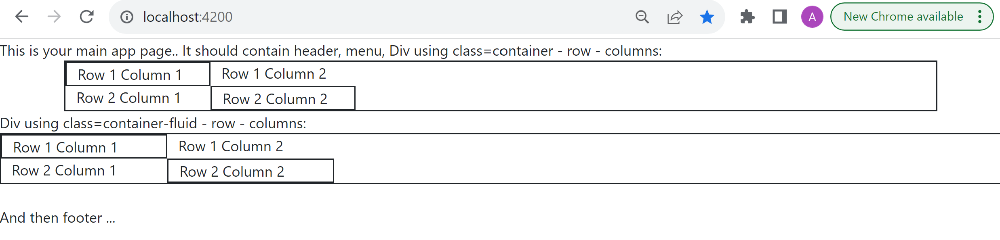 localhost:4200
A
New Chrome available
This is your main app page.. It should contain header, menu, Div using class=container - row - columns:
Row 1 Column 1 Row 1 Column 2
Row 2 Column 1 Row 2 Column 2
Div using class=container-fluid - row - columns:
Row 1 Column 1 Row 1 Column 2
Row 2 Column 1 Row 2 Column 2
And then footer ...